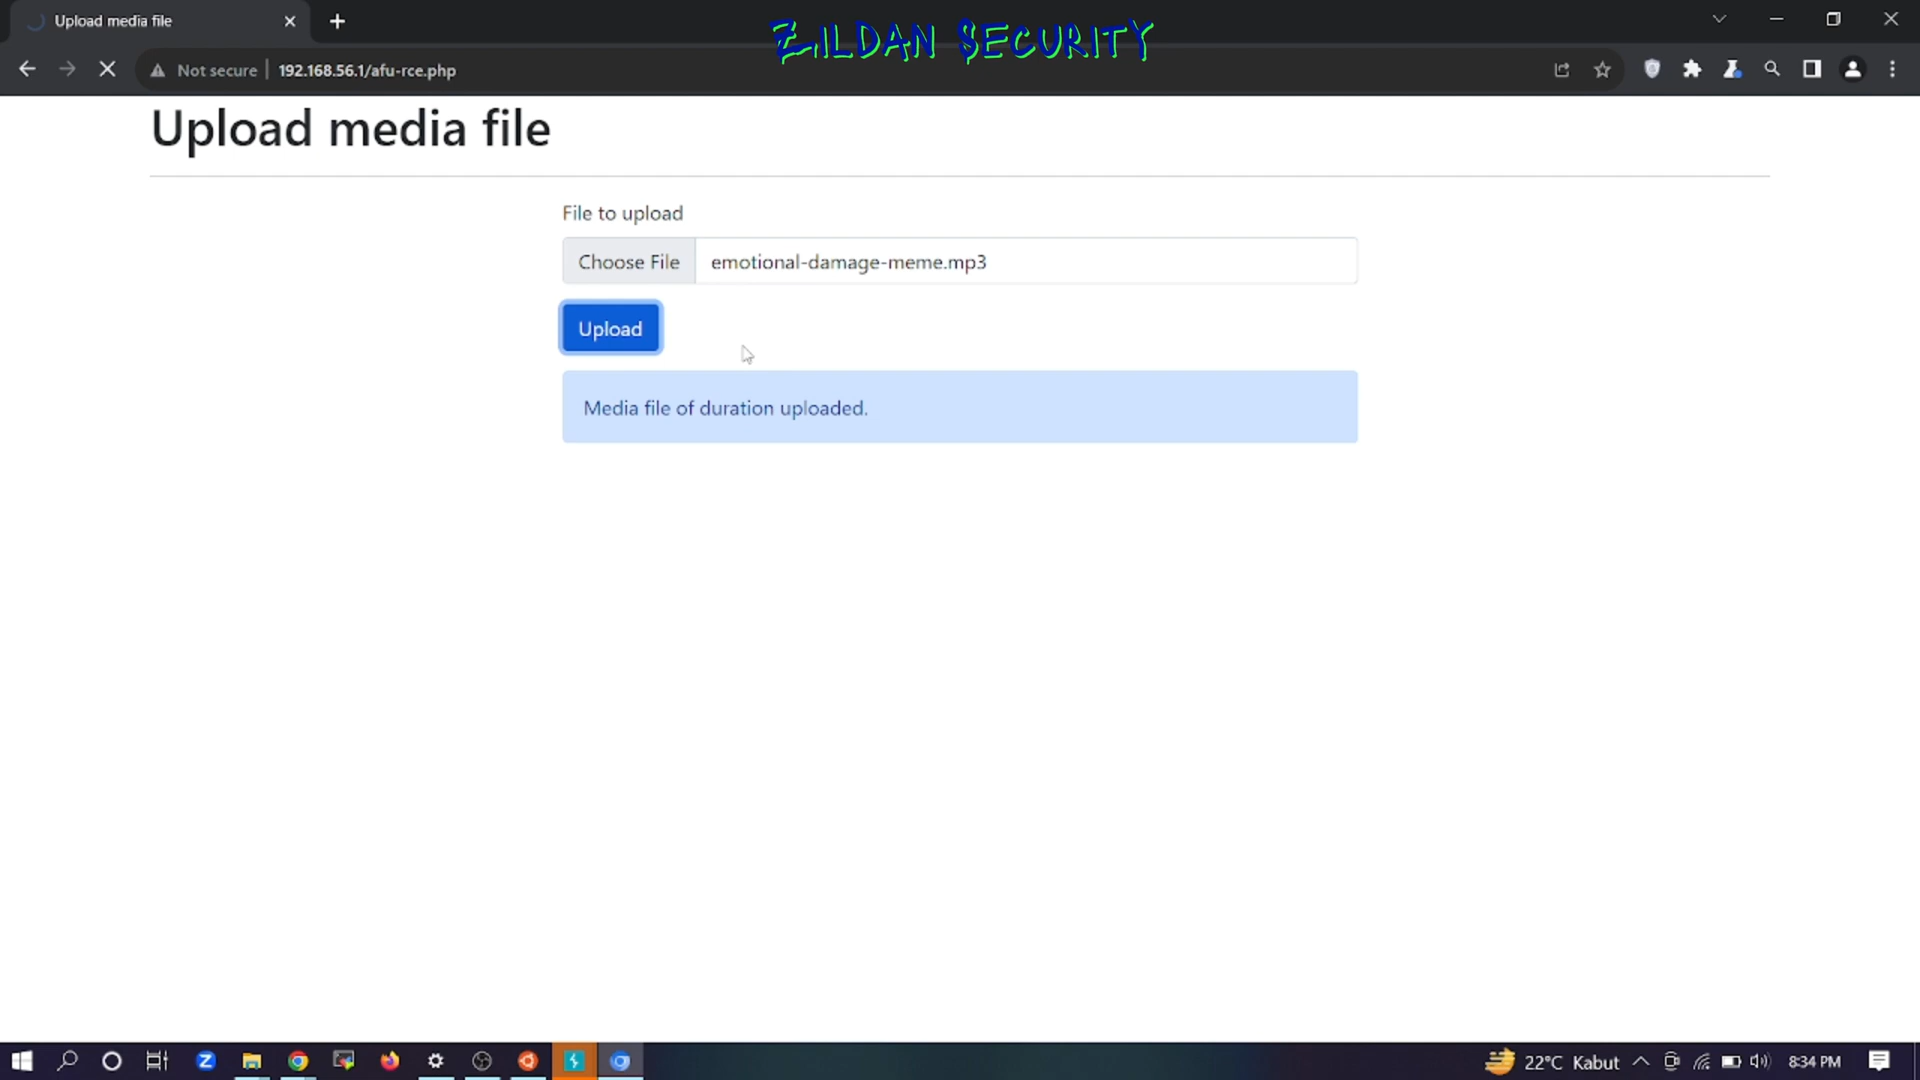 Upload media file
ZILDAN $ECURITY
Not secure
192.168.56.1/afu-rce.php
Upload media file
File to upload
Choose File
emotional-damage-meme.mp3
Upload
Media file of duration uploaded.
22°C Kabut
8:34 PM